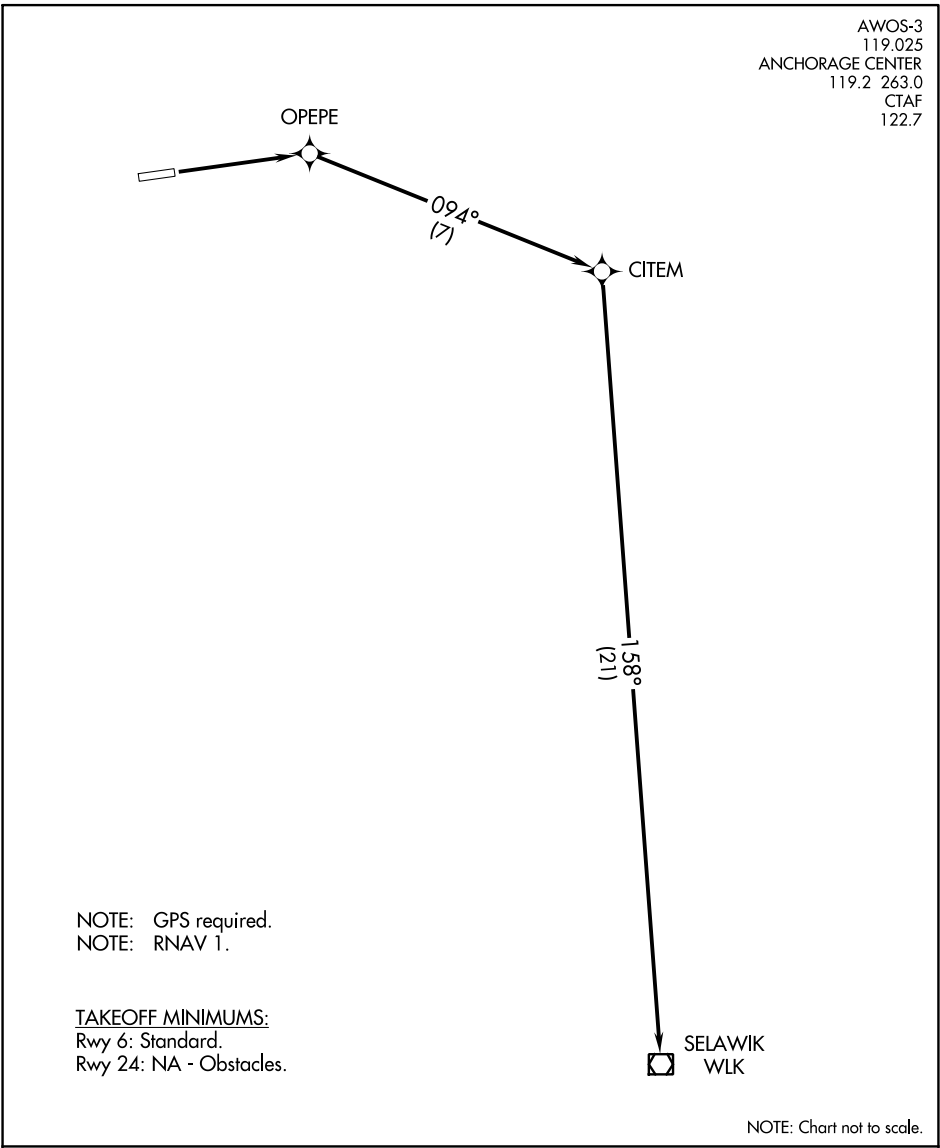 AWOS-3
119.025
ANCHORAGE CENTER
119.2 263.0
CTAF
122.7
OPEPE
094°
(7)
CITEM
158°
(21)
NOTE: GPS required.
NOTE: RNAV 1.
TAKEOFF MINIMUMS:
Rwy 6: Standard.
Rwy 24: NA - Obstacles.
SELAWIK
WLK
NOTE: Chart not to scale.